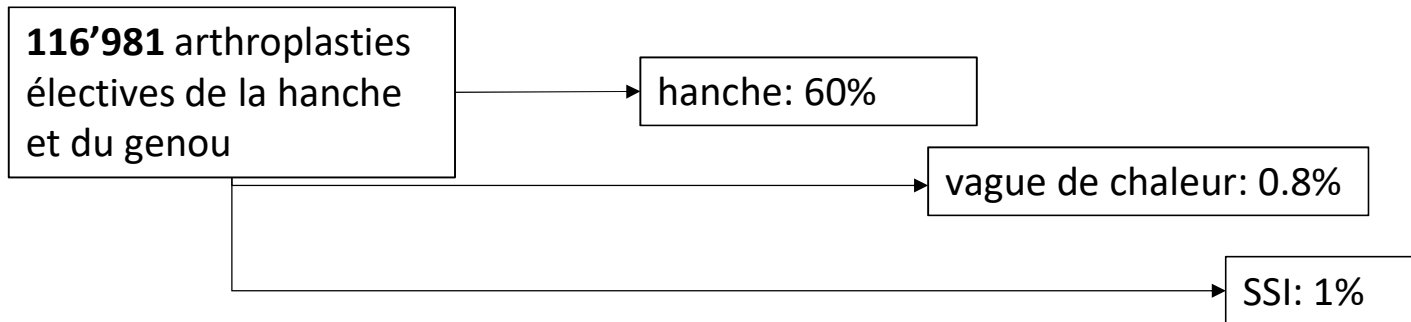 116’981 arthroplasties
électives de la hanche
et du genou
hanche: 60%
vague de chaleur: 0.8%
SSI: 1%